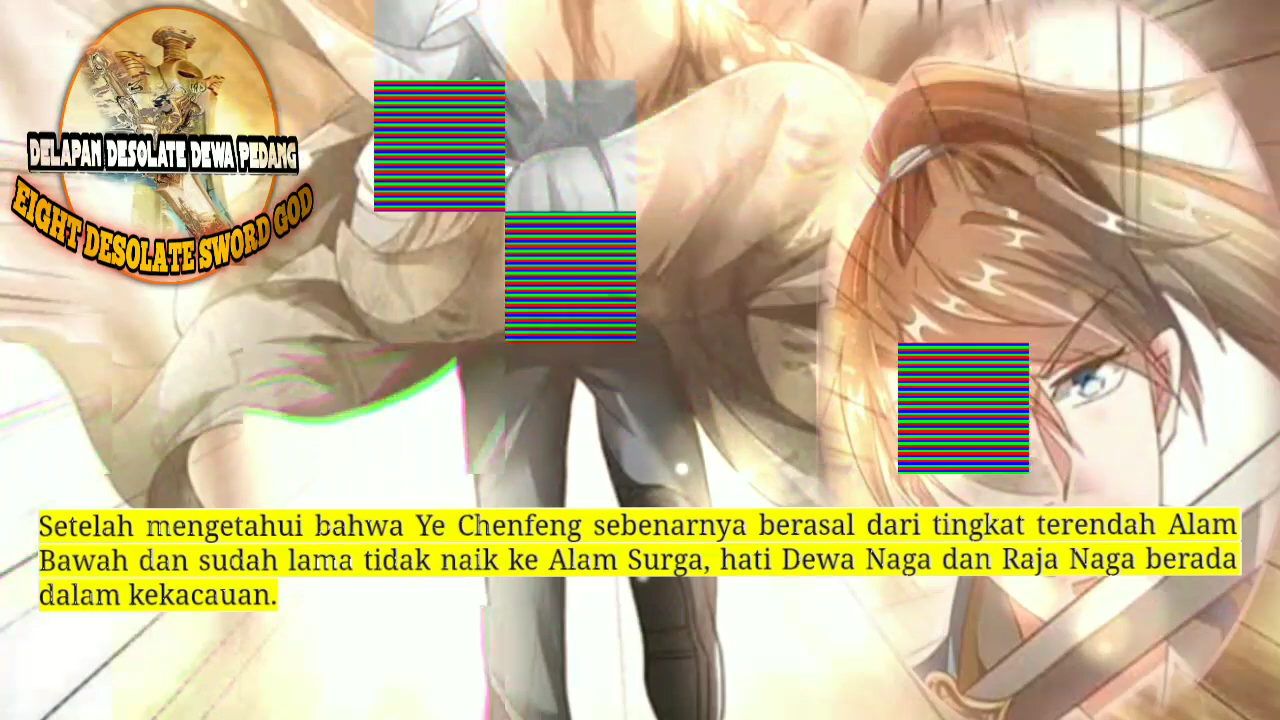 DELAPAN DESOLATE DEWA PEDANG
EIGHT DESOLATE SWORD GOD
Setelah mengetahui bahwa Ye Chenfeng sebenarnya berasal dari tingkat terendah Alam
Bawah dan sudah lama tidak naik ke Alam Surga, hati Dewa Naga dan Raja Naga berada
dalam kekacauan.